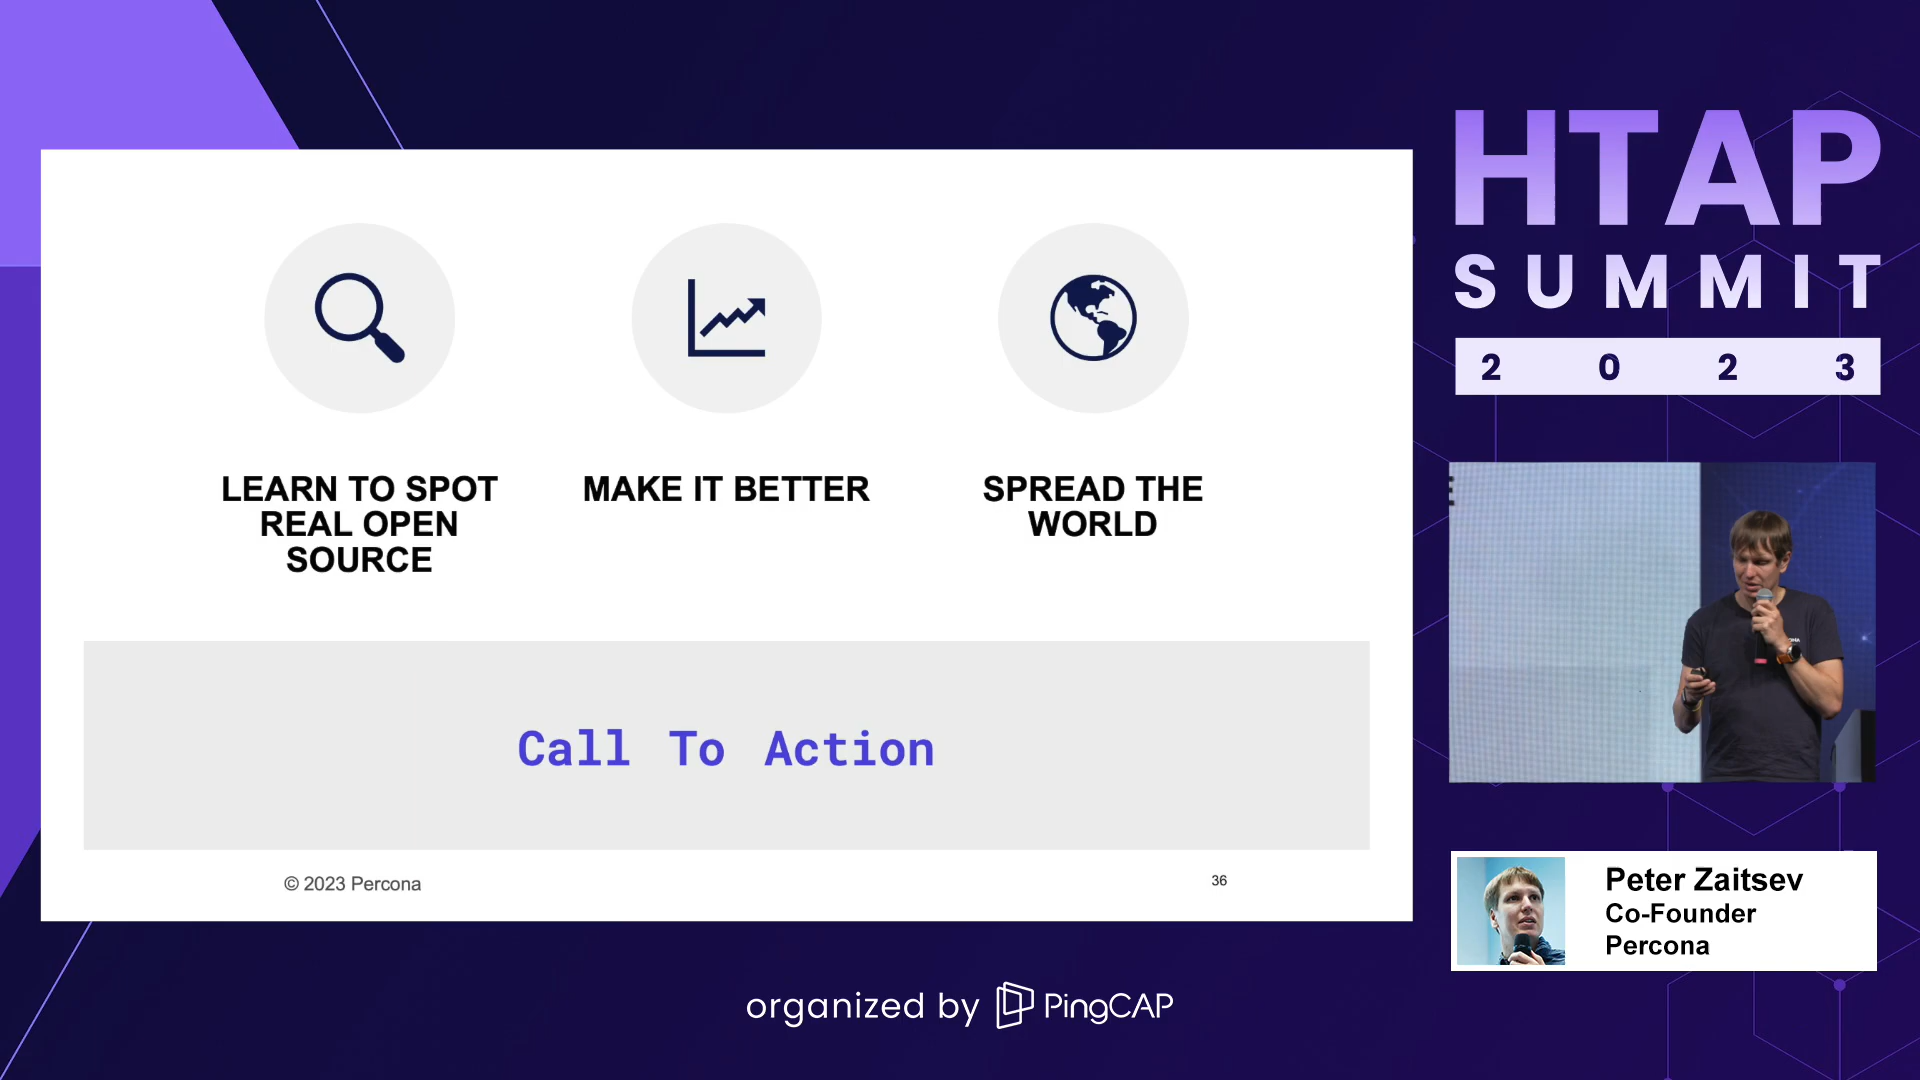 LEARN TO SPOT
REAL OPEN
SOURCE
MAKE IT BETTER
SPREAD THE
WORLD
Call To Action
© 2023 Percona
36
HTAP
SUMMIT
2023
E
Peter Zaitsev
Co-Founder
Percona
organized by PingCAP